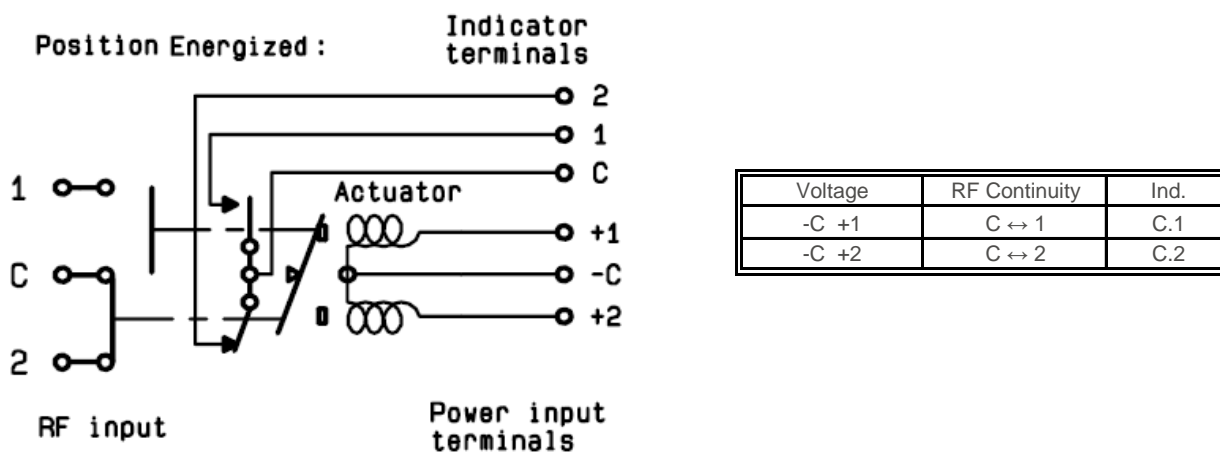 Position Energized :
Indicator
terminals
2
1
C
1
Actuator
+1
C
-C
+2
2
RF input
Power input
terminals
Voltage RF Continuity Ind.
-C +1 C ↔ 1 C.1
-C +2 C ↔ 2 C.2